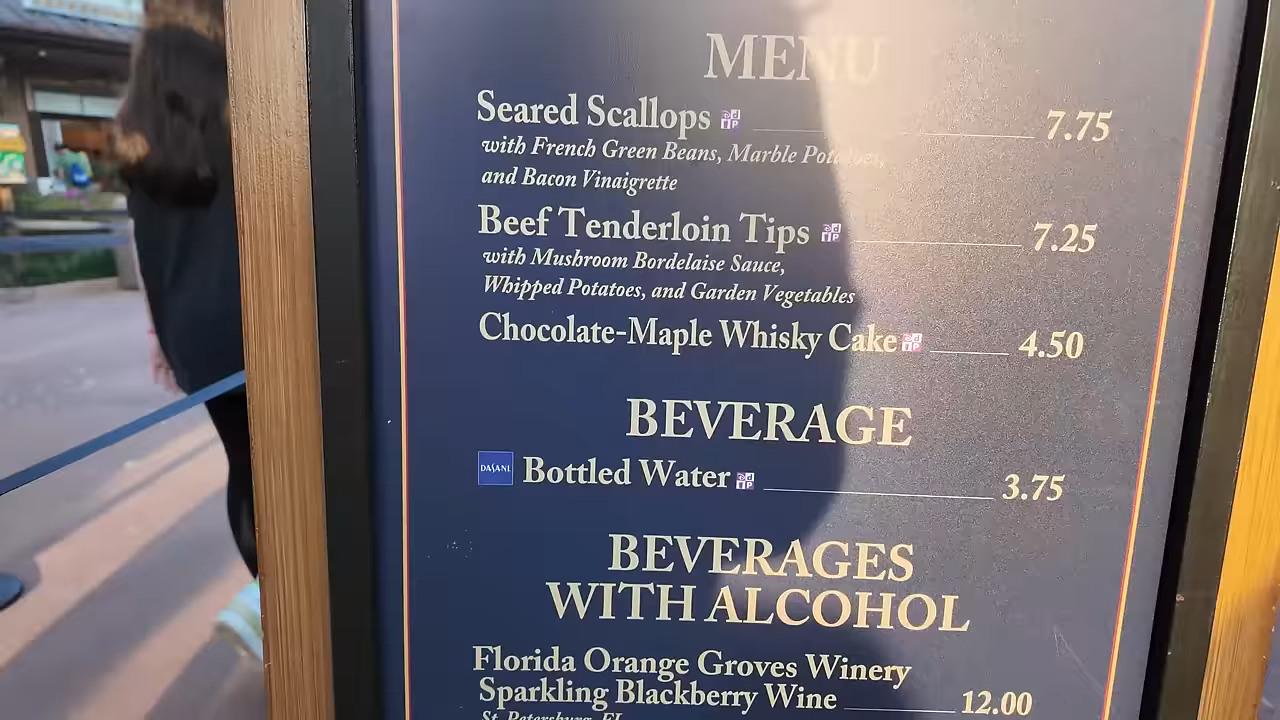 MENU
Seared Scallops 7.75
with French Green Beans, Marble Potatoes,
and Bacon Vinaigrette
Beef Tenderloin Tips 7.25
with Mushroom Bordelaise Sauce,
Whipped Potatoes, and Garden Vegetables
Chocolate-Maple Whisky Cake 4.50
BEVERAGE
DASANI Bottled Water 3.75
BEVERAGES
WITH ALCOHOL
Florida Orange Groves Winery
Sparkling Blackberry Wine 12.00
St. Petersburg, FL